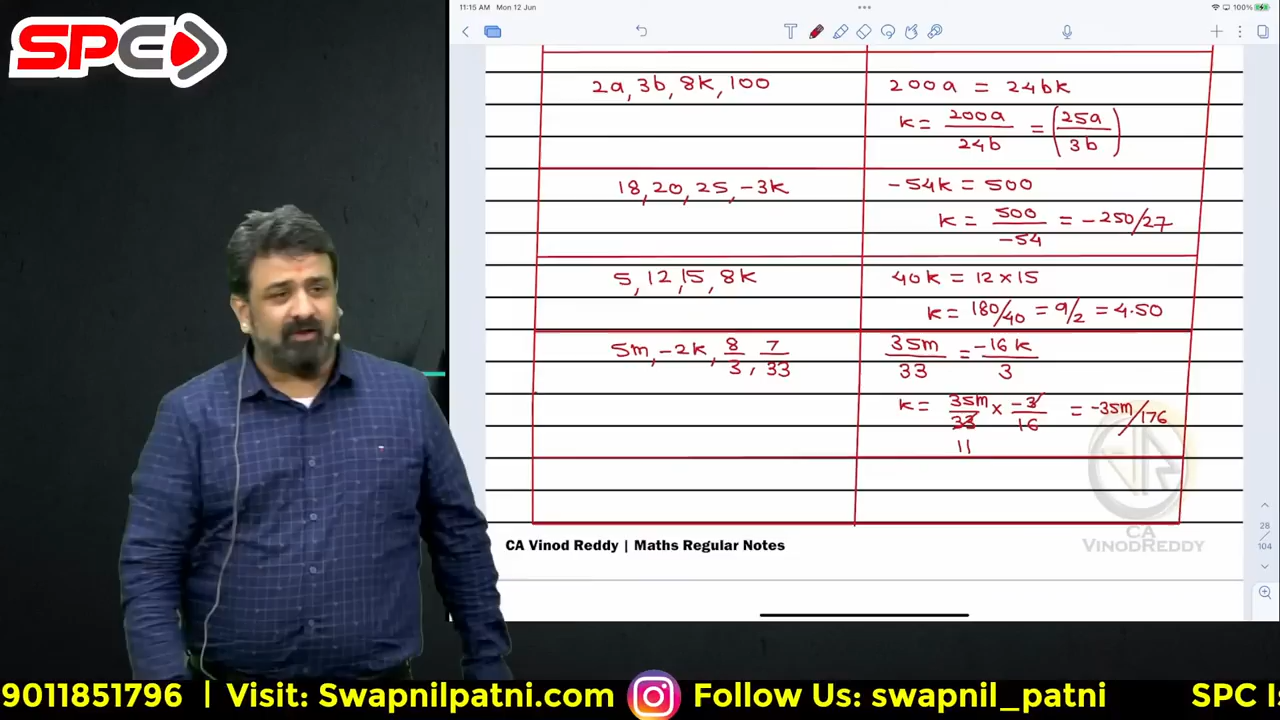 11:15 AM Mon 12 Jun
100%
SPC
2a, 3b, 8k, 100
200a = 24bk
k = 200a/24b = (25a/3b)
18, 20, 25, -3k
-54k = 500
k = 500/-54 = -250/27
5, 12, 15, 8k
40k = 12 × 15
k = 180/40 = 9/2 = 4.50
5m, -2k, 8/3, 7/33
35m/33 = -16k/3
k = 35m/33 × -3/16 = -35m/176
11
28
/
104
CA
VINODREDDY
CA Vinod Reddy | Maths Regular Notes
9011851796 | Visit: Swapnilpatni.com Follow Us: swapnil_patni SPC I